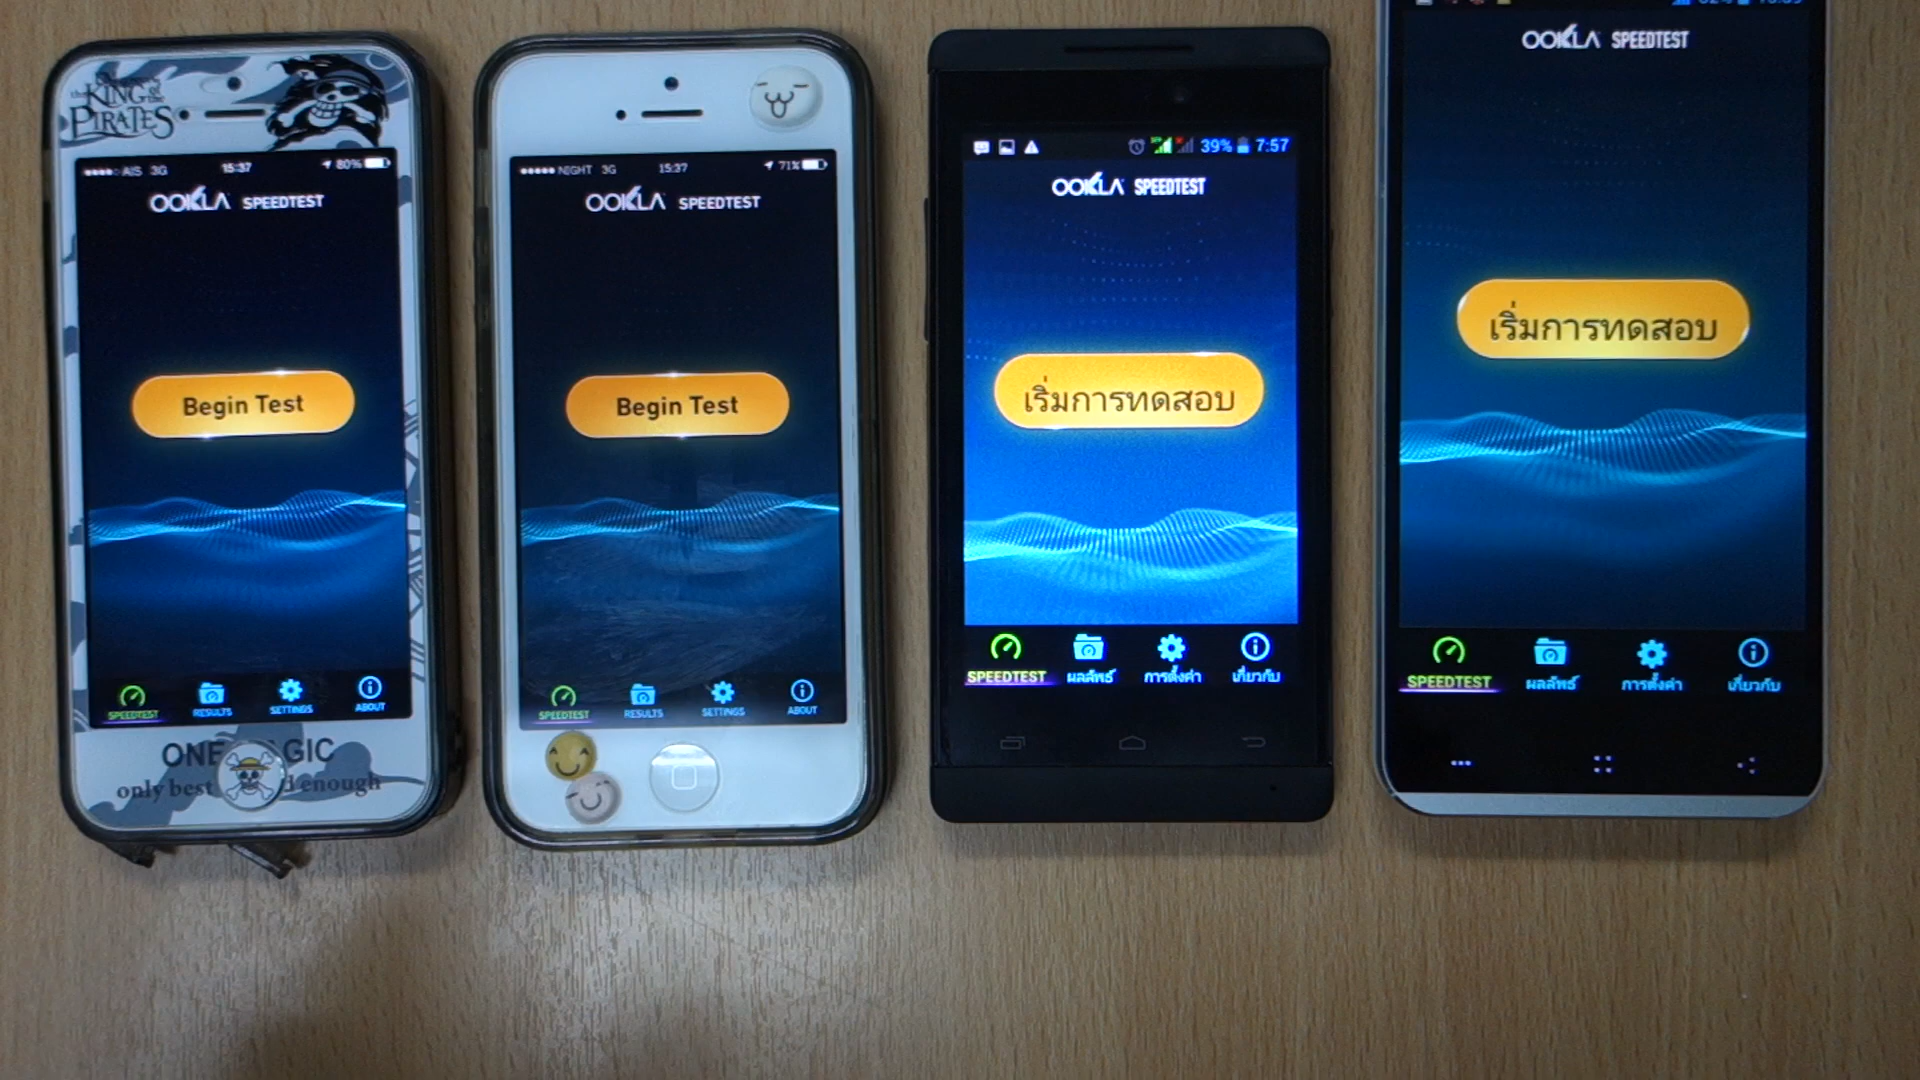 the KING of the
PIRATES
AIS 3G 15:37 80%
OOKLA SPEEDTEST
Begin Test
SPEEDTEST RESULTS SETTINGS ABOUT
only best
d enough
NIGHT 3G 15:37 71%
OOKLA SPEEDTEST
Begin Test
SPEEDTEST RESULTS SETTINGS ABOUT
39% 7:57
OOKLA SPEEDTEST
เริ่มการทดสอบ
SPEEDTEST ผลลัพธ์ การตั้งค่า เกี่ยวกับ
OOKLA SPEEDTEST
เริ่มการทดสอบ
SPEEDTEST ผลลัพธ์ การตั้งค่า เกี่ยวกับ